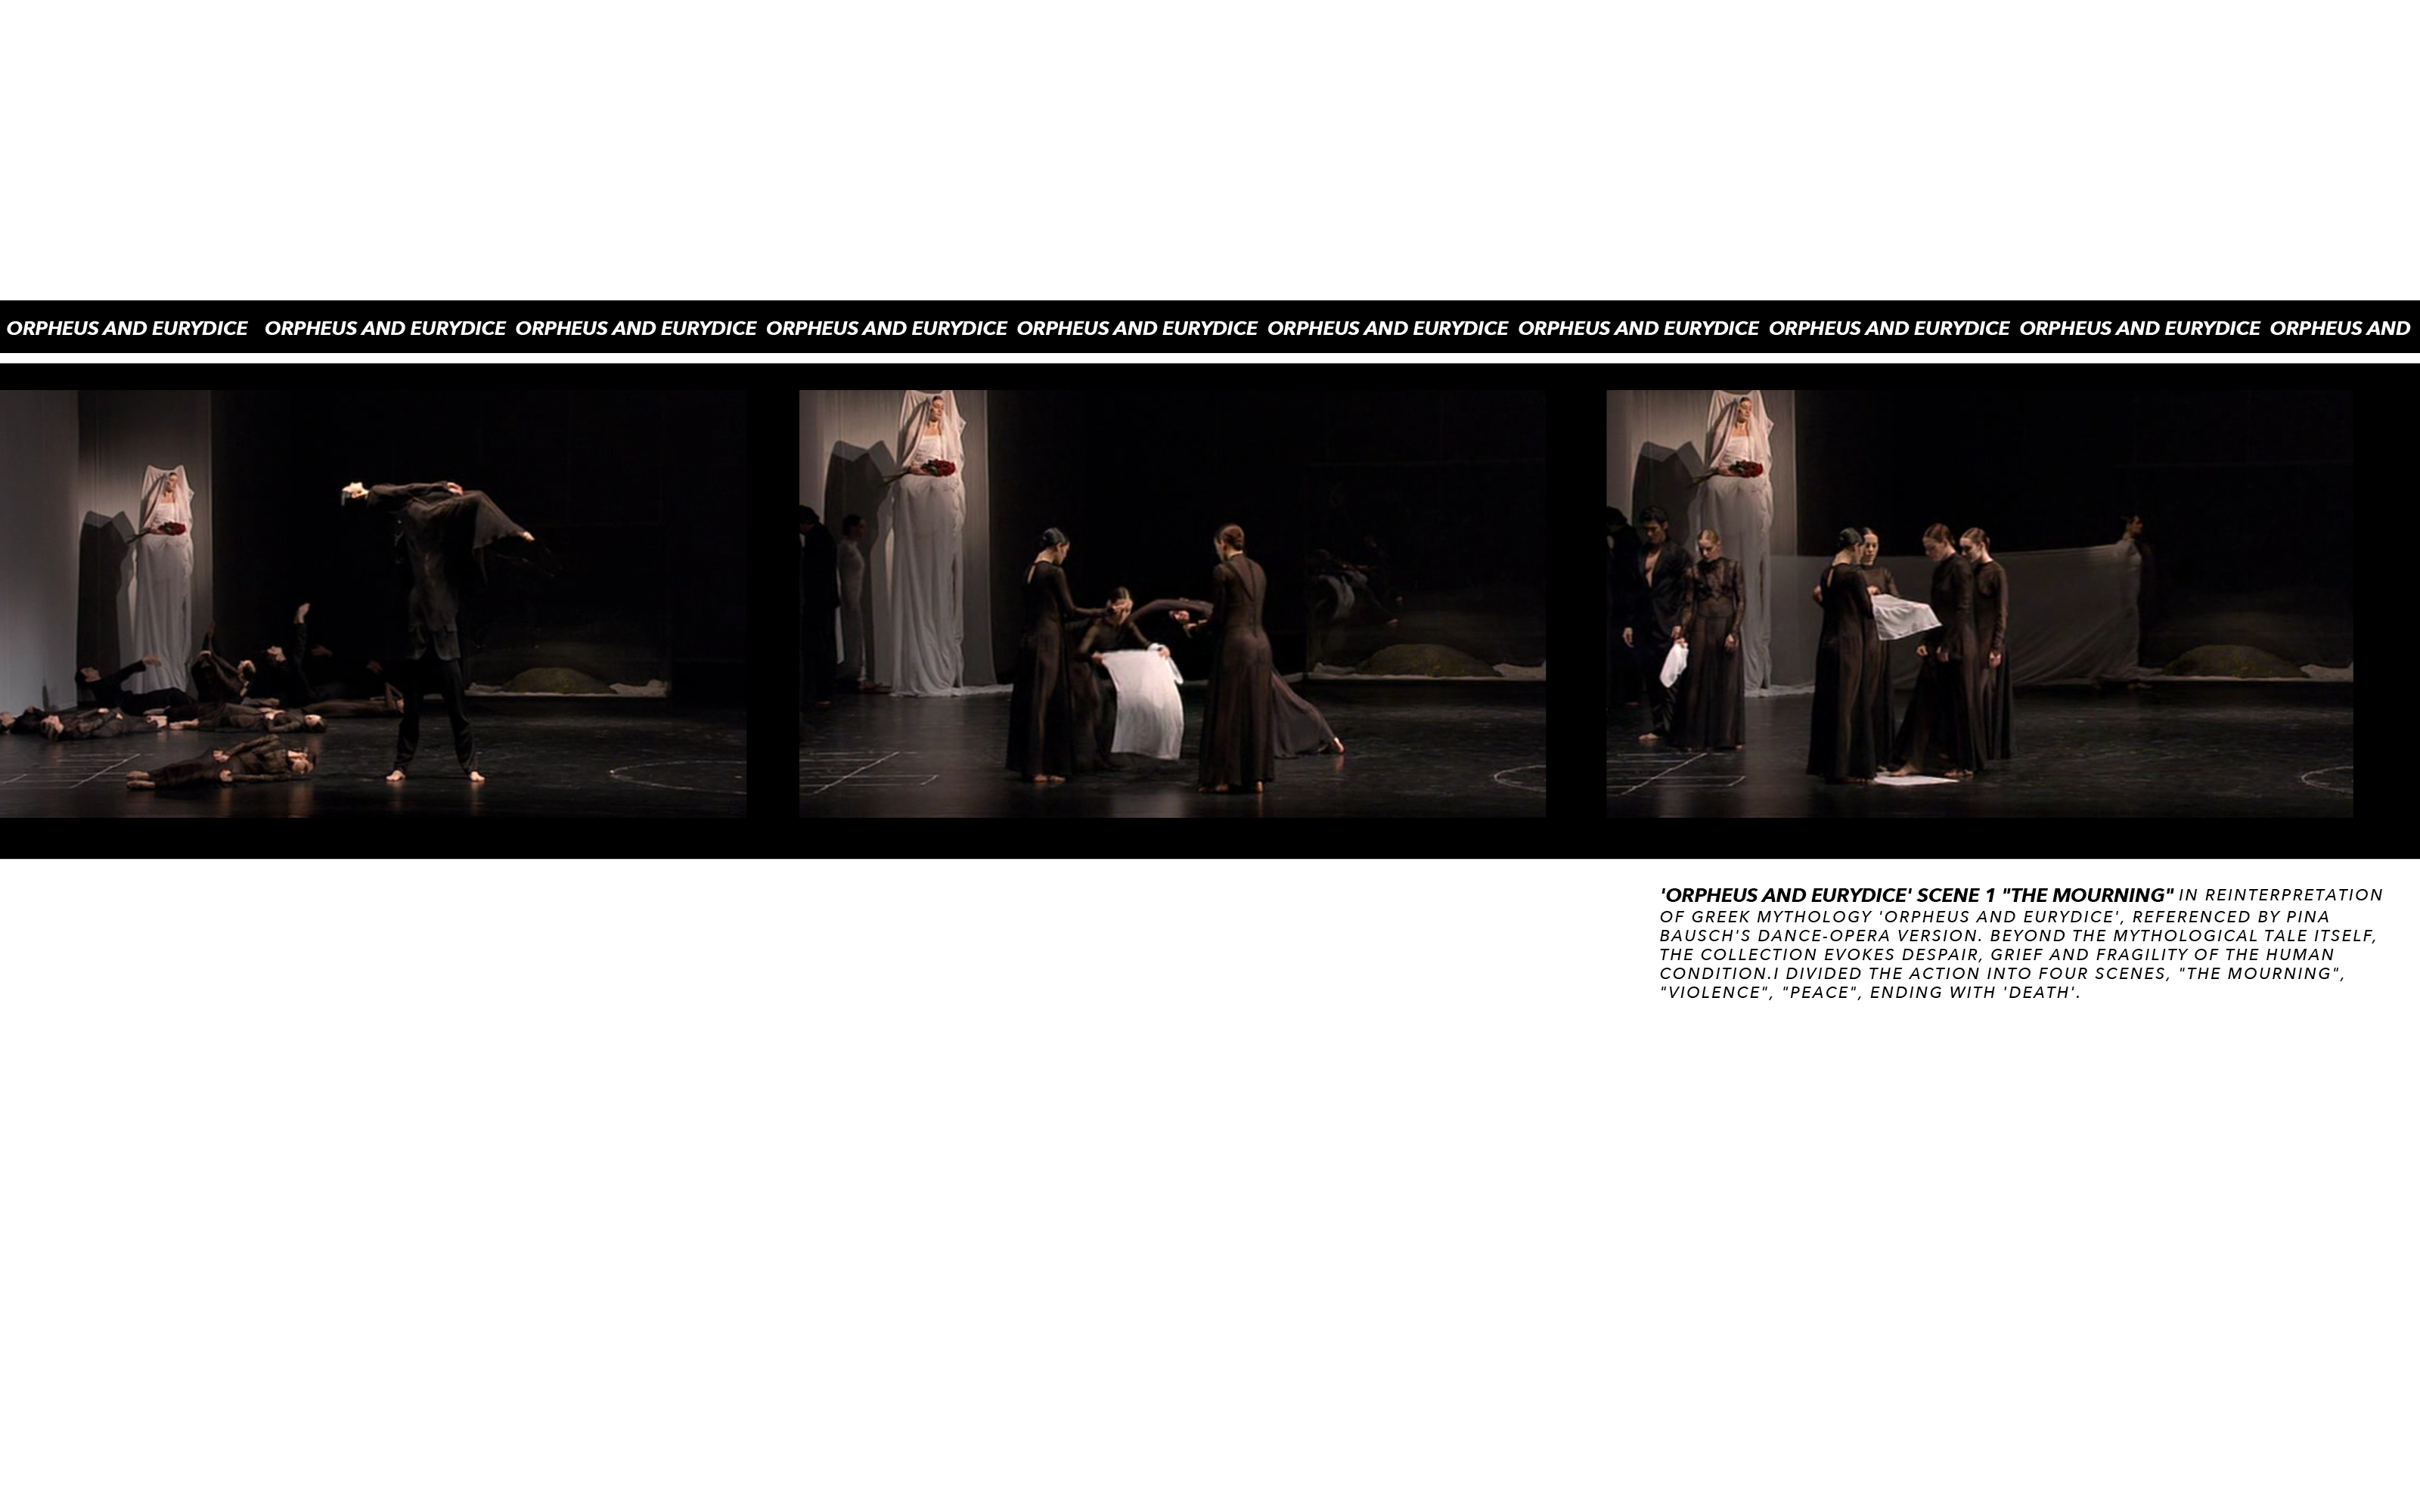 ORPHEUS AND EURYDICE ORPHEUS AND EURYDICE ORPHEUS AND EURYDICE ORPHEUS AND EURYDICE ORPHEUS AND EURYDICE ORPHEUS AND EURYDICE ORPHEUS AND EURYDICE ORPHEUS AND EURYDICE ORPHEUS AND EURYDICE ORPHEUS AND
'ORPHEUS AND EURYDICE' SCENE 1 "THE MOURNING" IN REINTERPRETATION
OF GREEK MYTHOLOGY 'ORPHEUS AND EURYDICE', REFERENCED BY PINA
BAUSCH'S DANCE-OPERA VERSION. BEYOND THE MYTHOLOGICAL TALE ITSELF,
THE COLLECTION EVOKES DESPAIR, GRIEF AND FRAGILITY OF THE HUMAN
CONDITION.I DIVIDED THE ACTION INTO FOUR SCENES, "THE MOURNING",
"VIOLENCE", "PEACE", ENDING WITH 'DEATH'.